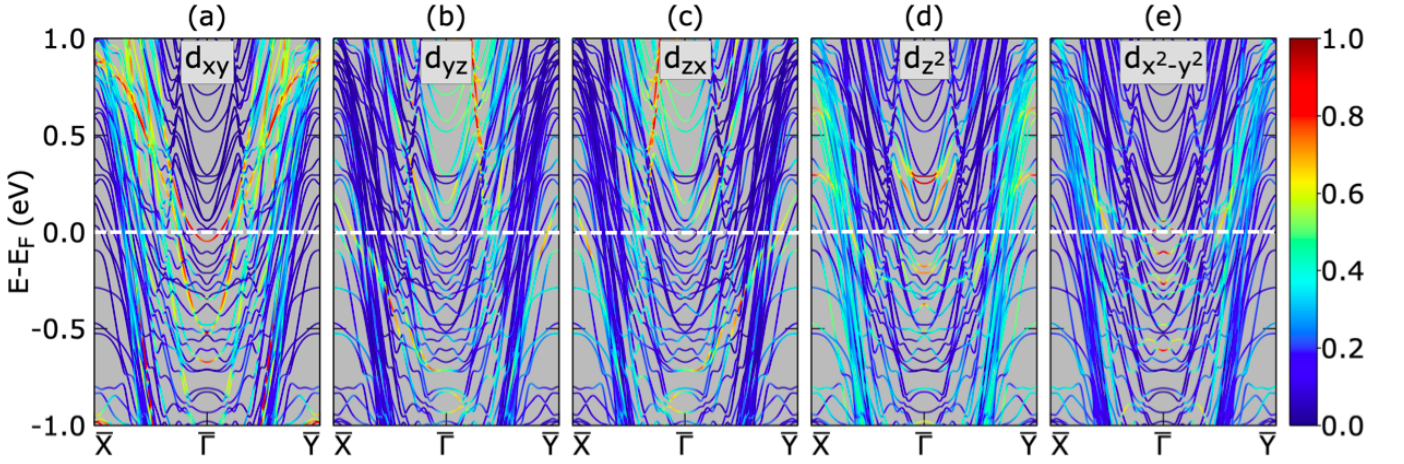 (a) (b) (c) (d) (e)
d_xy d_yz d_zx d_z² d_x²-y²
1.0 1.0
0.8
0.5
0.6
0.0
0.4
-0.5
0.2
-1.0 0.0
E-E_F (eV)
X̅ Γ̅ Y̅ X̅ Γ̅ Y̅ X̅ Γ̅ Y̅ X̅ Γ̅ Y̅ X̅ Γ̅ Y̅